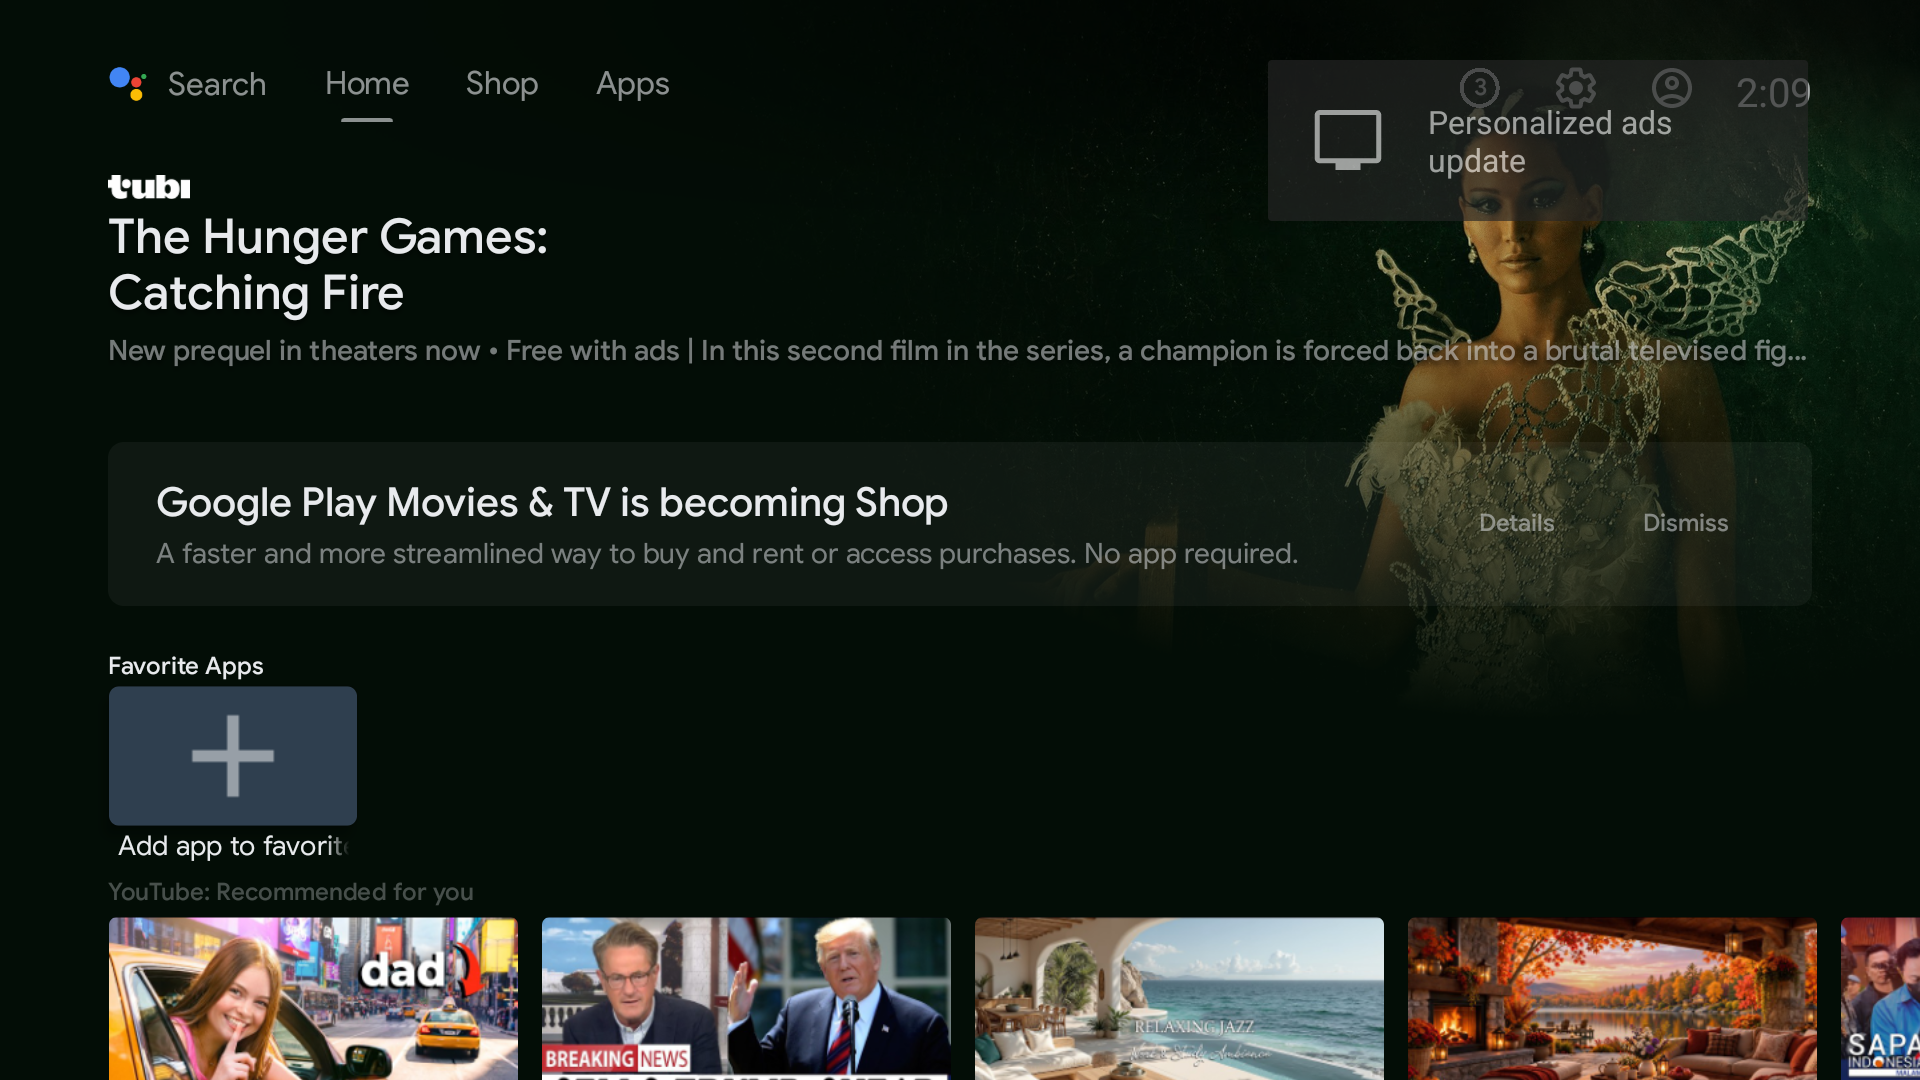 Search Home Shop Apps
3 2:09
Personalized ads
update
tubi
The Hunger Games:
Catching Fire
New prequel in theaters now • Free with ads | In this second film in the series, a champion is forced back into a brutal televised fig...
Google Play Movies & TV is becoming Shop
A faster and more streamlined way to buy and rent or access purchases. No app required.
Details Dismiss
Favorite Apps
Add app to favorite
YouTube: Recommended for you
dad
BREAKING NEWS
RELAXING JAZZ
SAPA
INDONESIA